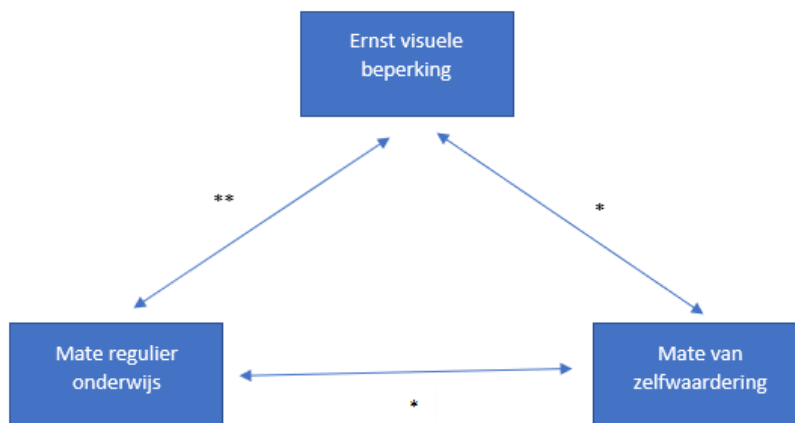 Ernst visuele
beperking
**
*
Mate regulier
onderwijs
Mate van
zelfwaardering
*